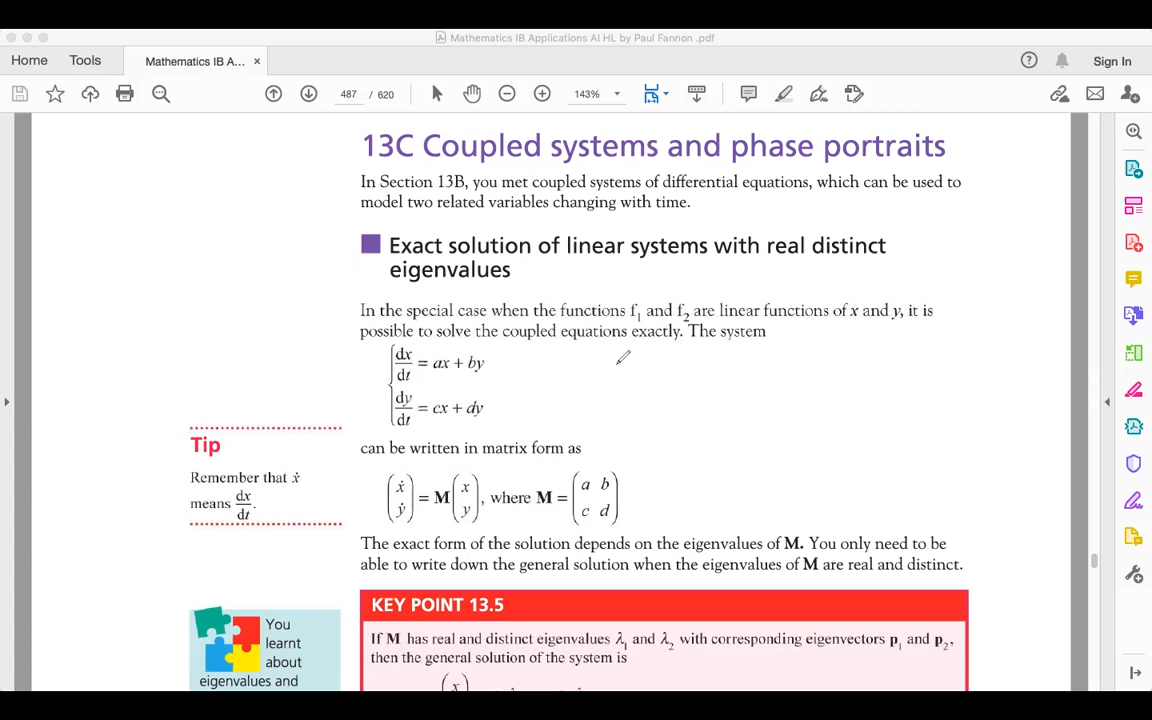 Mathematics IB Applications AI HL by Paul Fannon .pdf
Home Tools Mathematics IB A... × ? Sign In
487 / 620 143%
13C Coupled systems and phase portraits
In Section 13B, you met coupled systems of differential equations, which can be used to
model two related variables changing with time.
Exact solution of linear systems with real distinct
eigenvalues
In the special case when the functions f₁ and f₂ are linear functions of x and y, it is
possible to solve the coupled equations exactly. The system
dx/dt = ax + by
dy/dt = cx + dy
can be written in matrix form as
Tip
Remember that ẋ
means dx/dt.
(ẋ ẏ) = M (x y), where M = (a b c d)
The exact form of the solution depends on the eigenvalues of M. You only need to be
able to write down the general solution when the eigenvalues of M are real and distinct.
KEY POINT 13.5
If M has real and distinct eigenvalues λ₁ and λ₂ with corresponding eigenvectors p₁ and p₂,
then the general solution of the system is
You
learnt
about
eigenvalues and